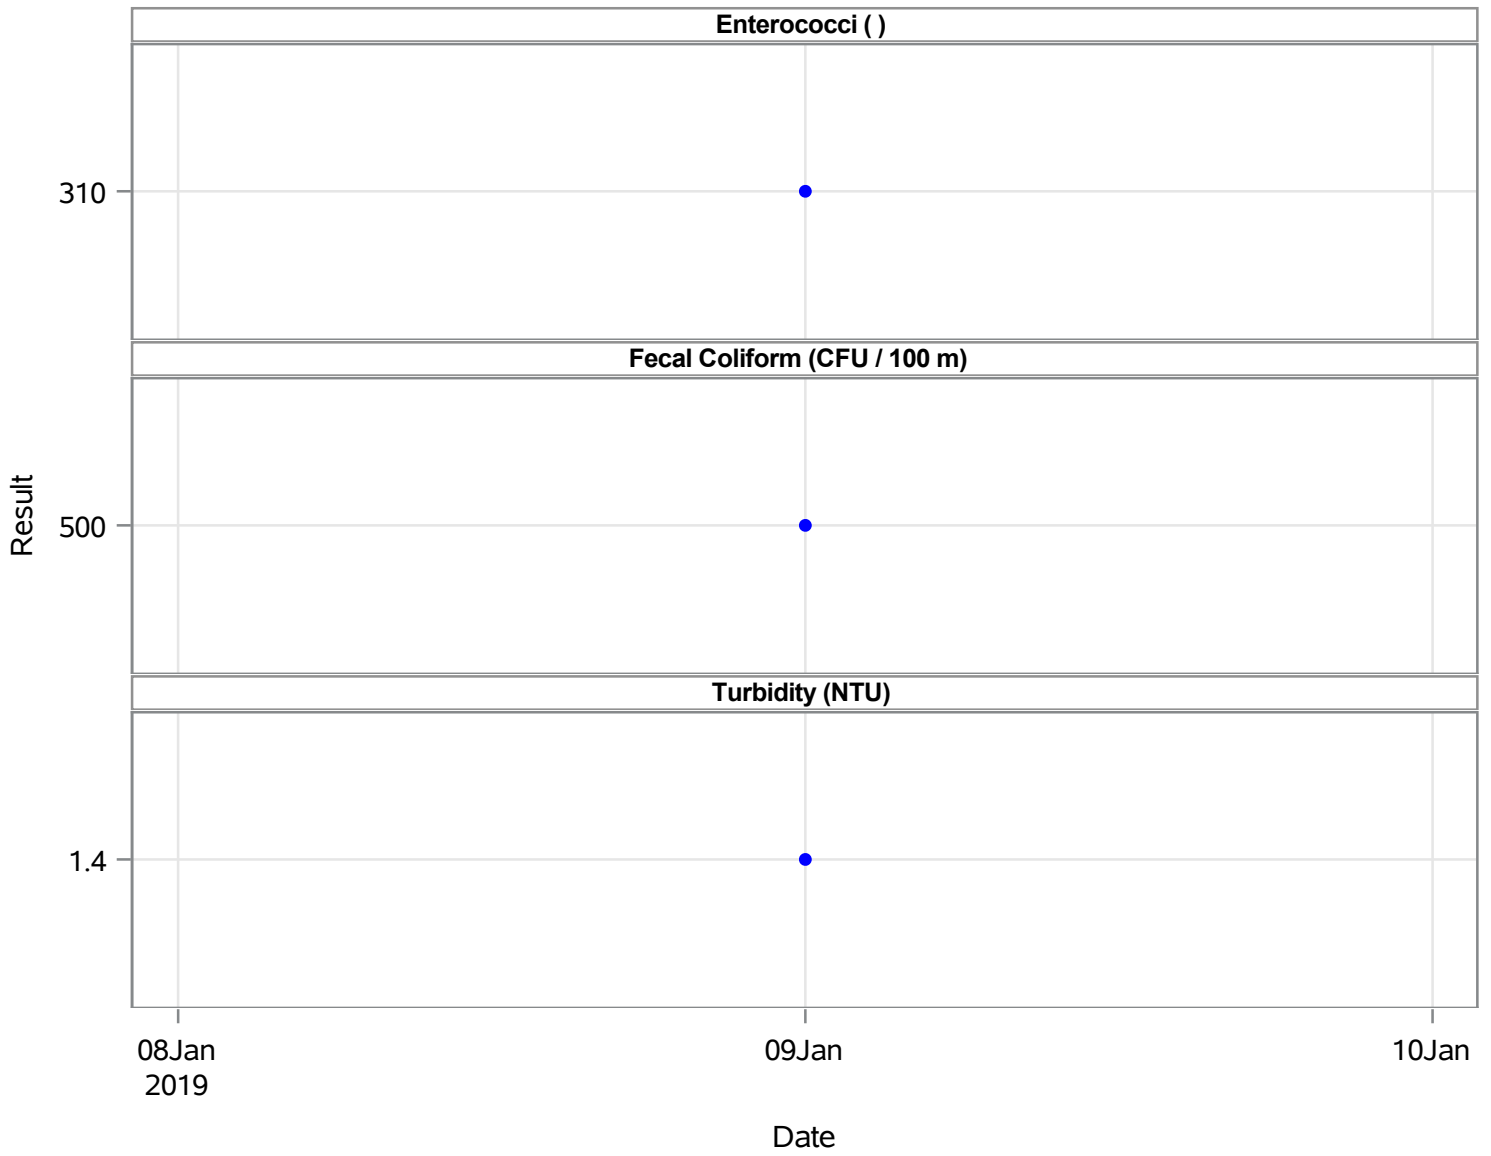 Enterococci ( )
310
Fecal Coliform (CFU / 100 m)
500
Result
Turbidity (NTU)
1.4
08Jan 09Jan 10Jan
2019
Date